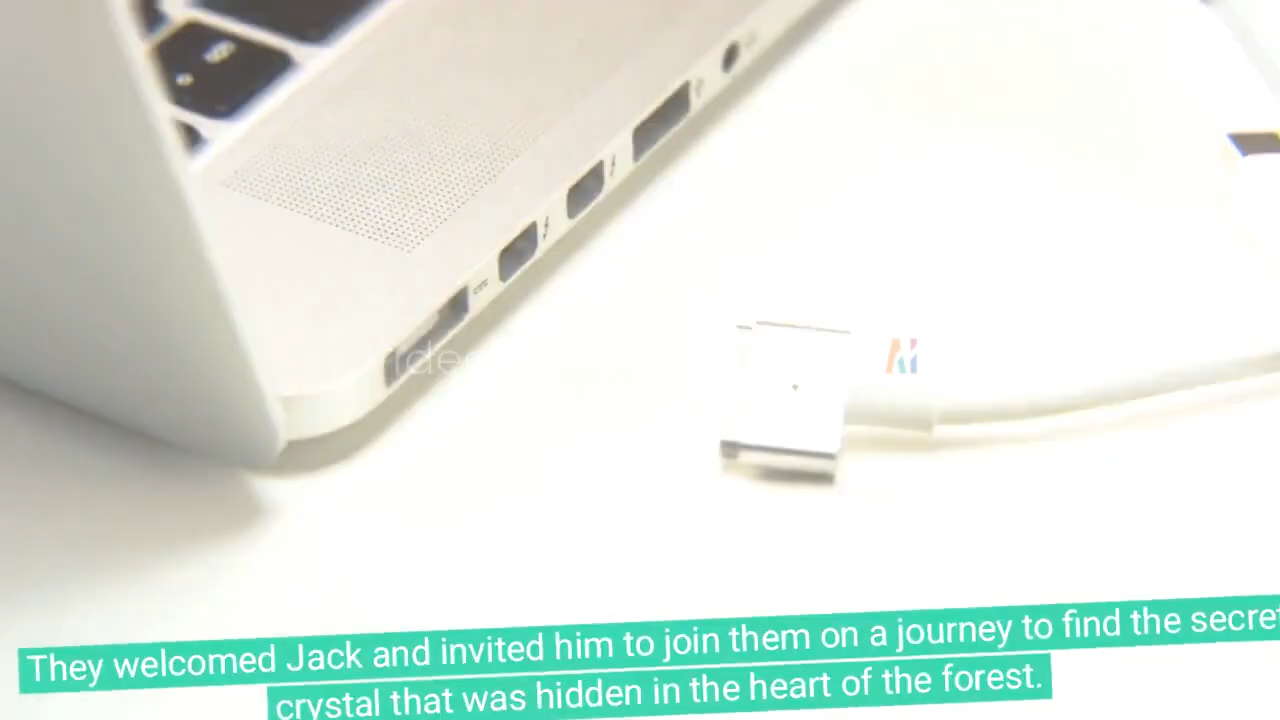 They welcomed Jack and invited him to join them on a journey to find the secret
crystal that was hidden in the heart of the forest.